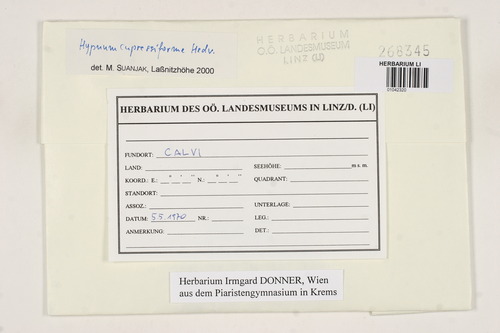 Hypnum cupressiforme Hedw.
det. M. SUANJAK, Laßnitzhöhe 2000
HERBARIUM
O.Ö. LANDESMUSEUM
LINZ (LI)
268345
HERBARIUM LI
01042300
HERBARIUM DES OÖ. LANDESMUSEUMS IN LINZ/D. (LI)
FUNDORT: CALVI
LAND: SEEHÖHE: m s. m.
KOORD.: E.: ° ' " N.: ° ' " QUADRANT:
STANDORT:
ASSOZ.: UNTERLAGE:
DATUM: 5.5.1970 NR.: LEG.:
ANMERKUNG: DET.:
Herbarium Irmgard DONNER, Wien
aus dem Piaristengymnasium in Krems